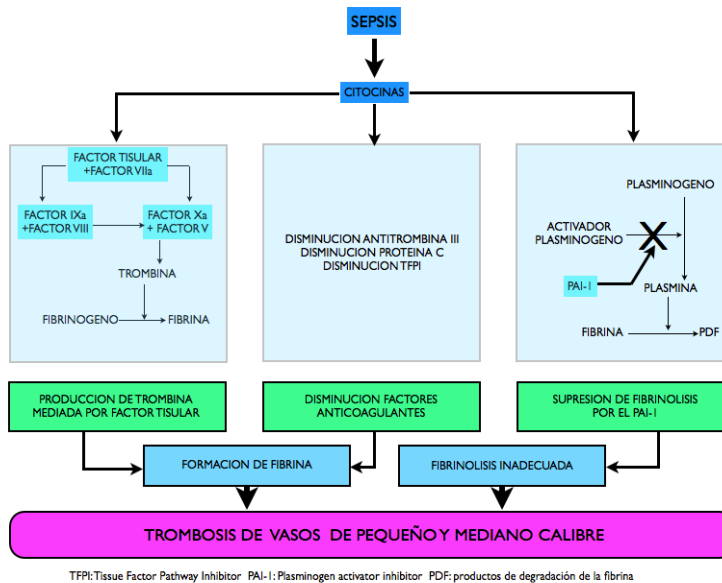 SEPSIS
CITOCINAS
FACTOR TISULAR
+FACTOR VIIa
FACTOR IXa
+FACTOR VIII
FACTOR Xa
+ FACTOR V
TROMBINA
FIBRINOGENO
FIBRINA
DISMINUCION ANTITROMBINA III
DISMINUCION PROTEINA C
DISMINUCION TFPI
PLASMINOGENO
ACTIVADOR
PLASMINOGENO
X
PAI-1
PLASMINA
FIBRINA
PDF
PRODUCCION DE TROMBINA
MEDIADA POR FACTOR TISULAR
DISMINUCION FACTORES
ANTICOAGULANTES
SUPRESION DE FIBRINOLISIS
POR EL PAI-1
FORMACION DE FIBRINA
FIBRINOLISIS INADECUADA
TROMBOSIS DE VASOS DE PEQUEÑO Y MEDIANO CALIBRE
TFPI: Tissue Factor Pathway Inhibitor PAI-1: Plasminogen activator inhibitor PDF: productos de degradación de la fibrina